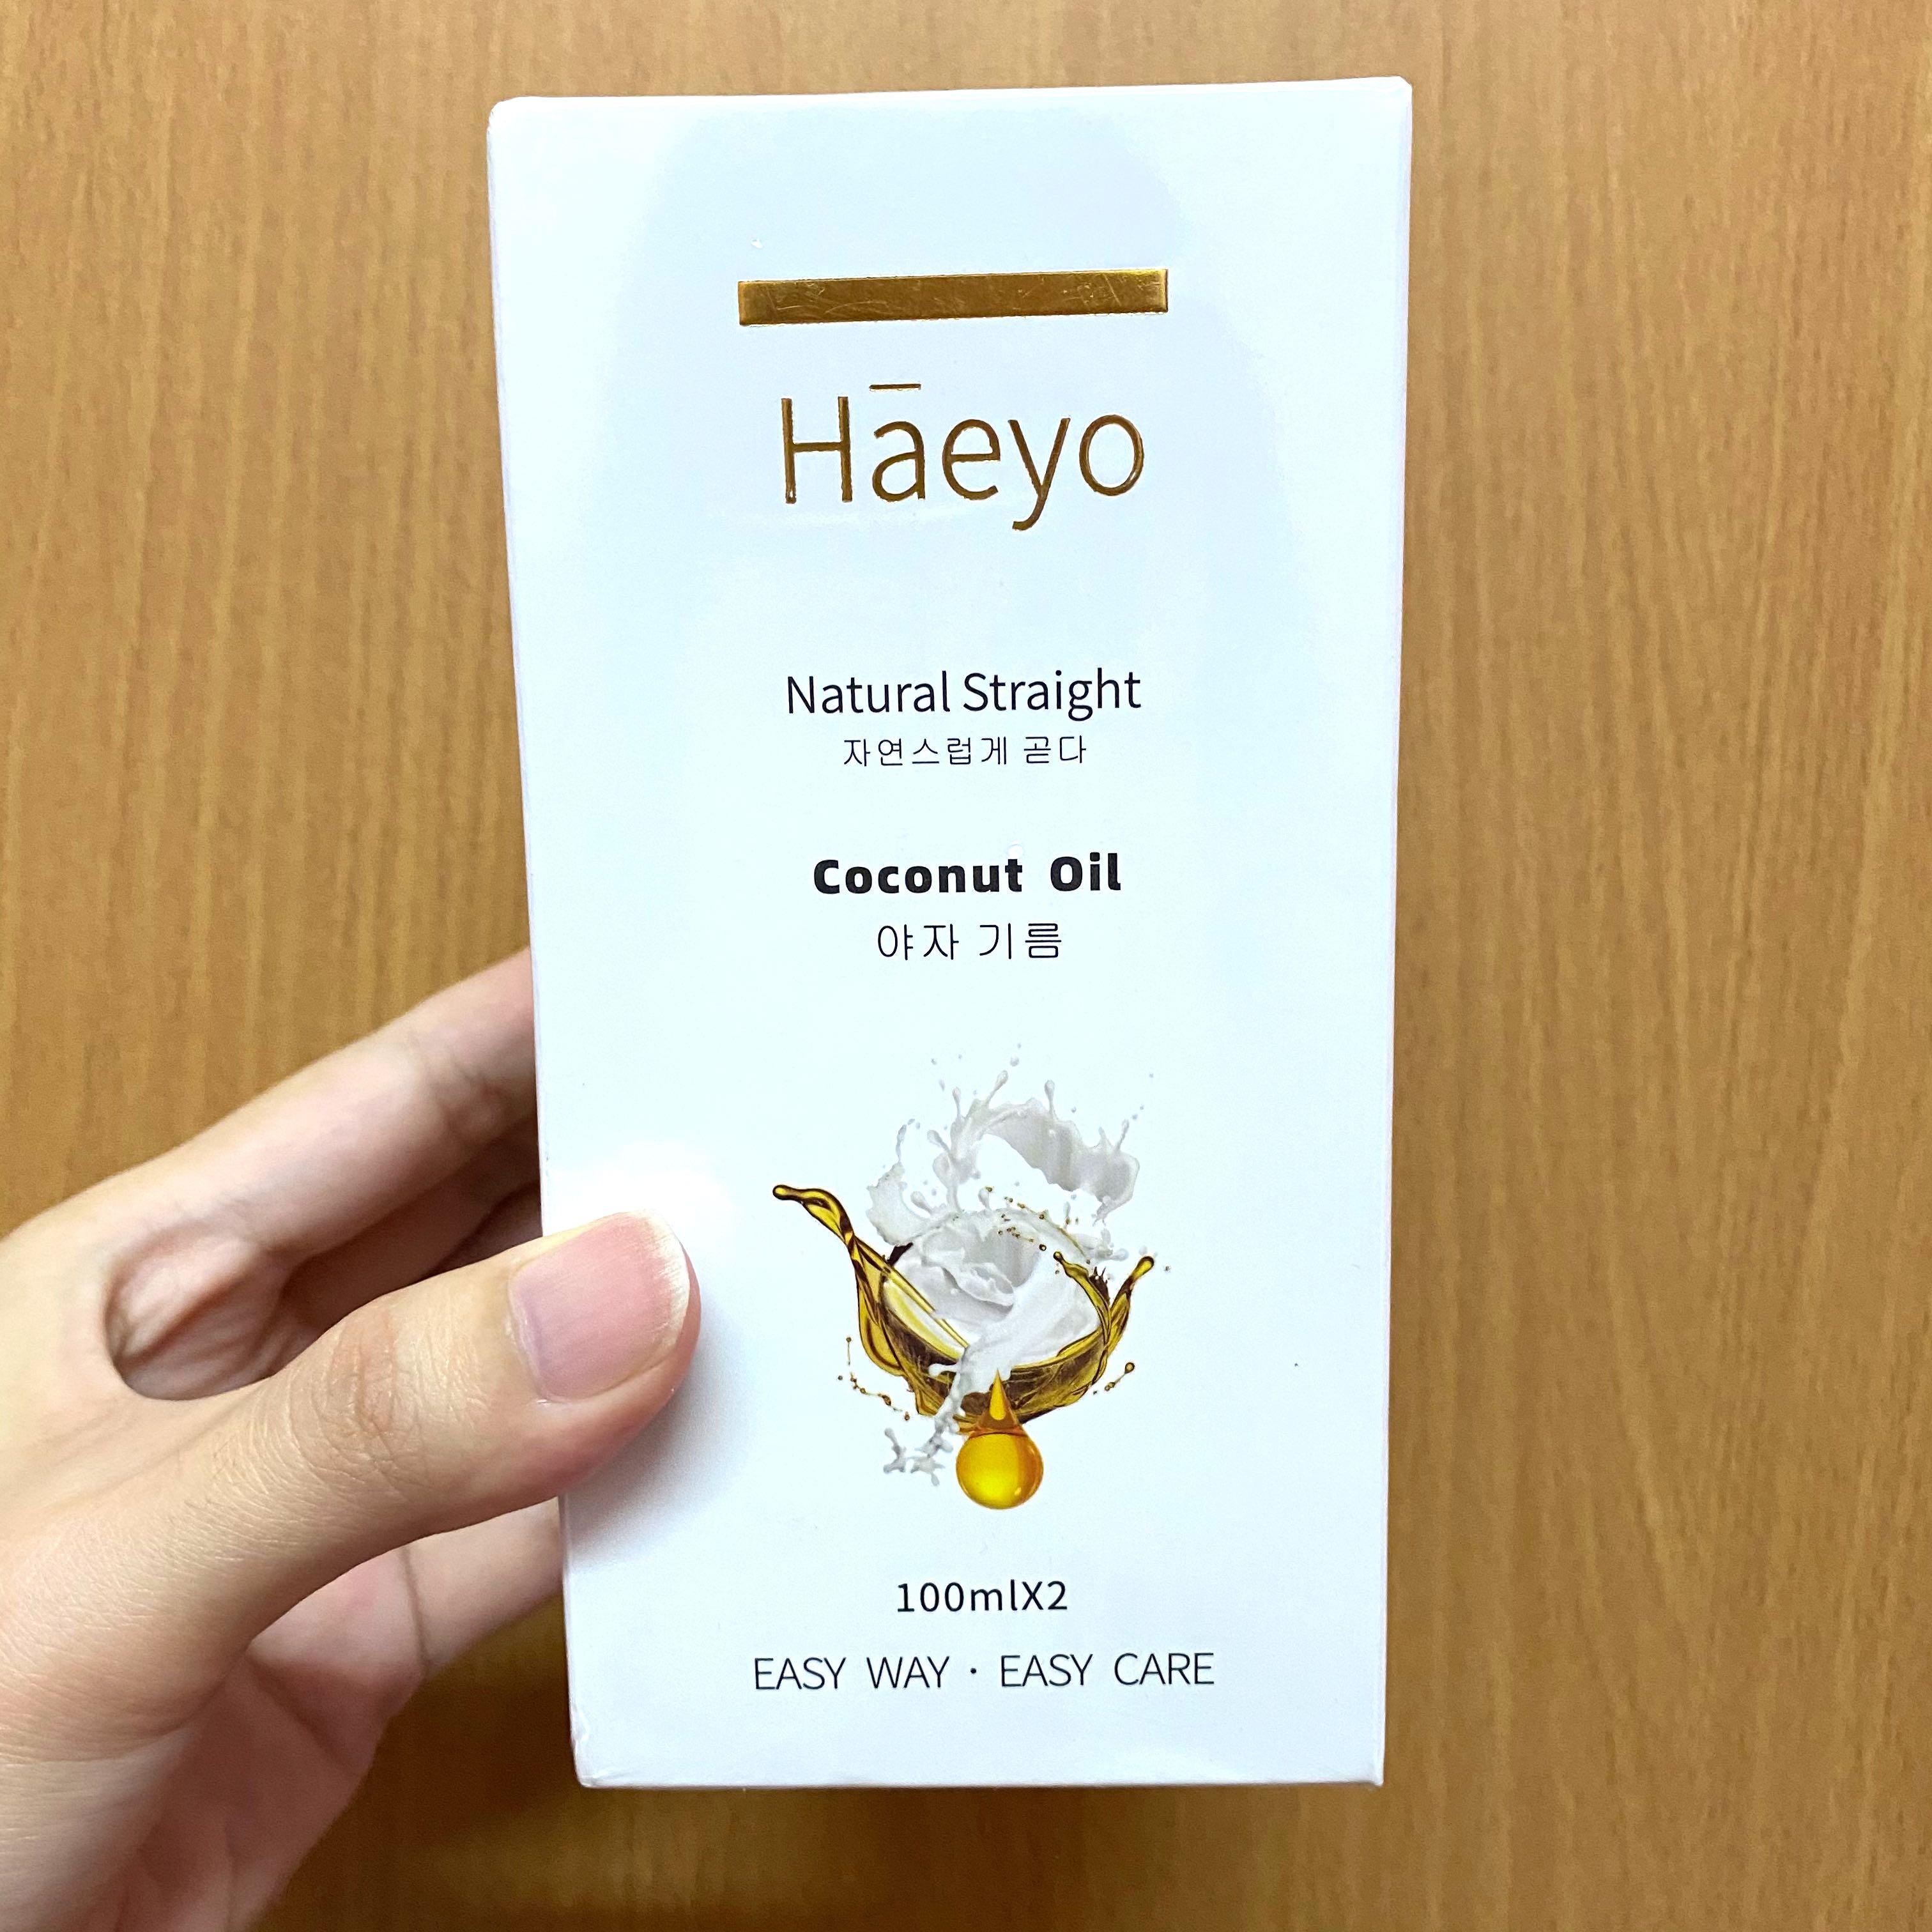 Hāeyo
Natural Straight
자연스럽게 곧다
Coconut Oil
야자 기름
100mlX2
EASY WAY · EASY CARE